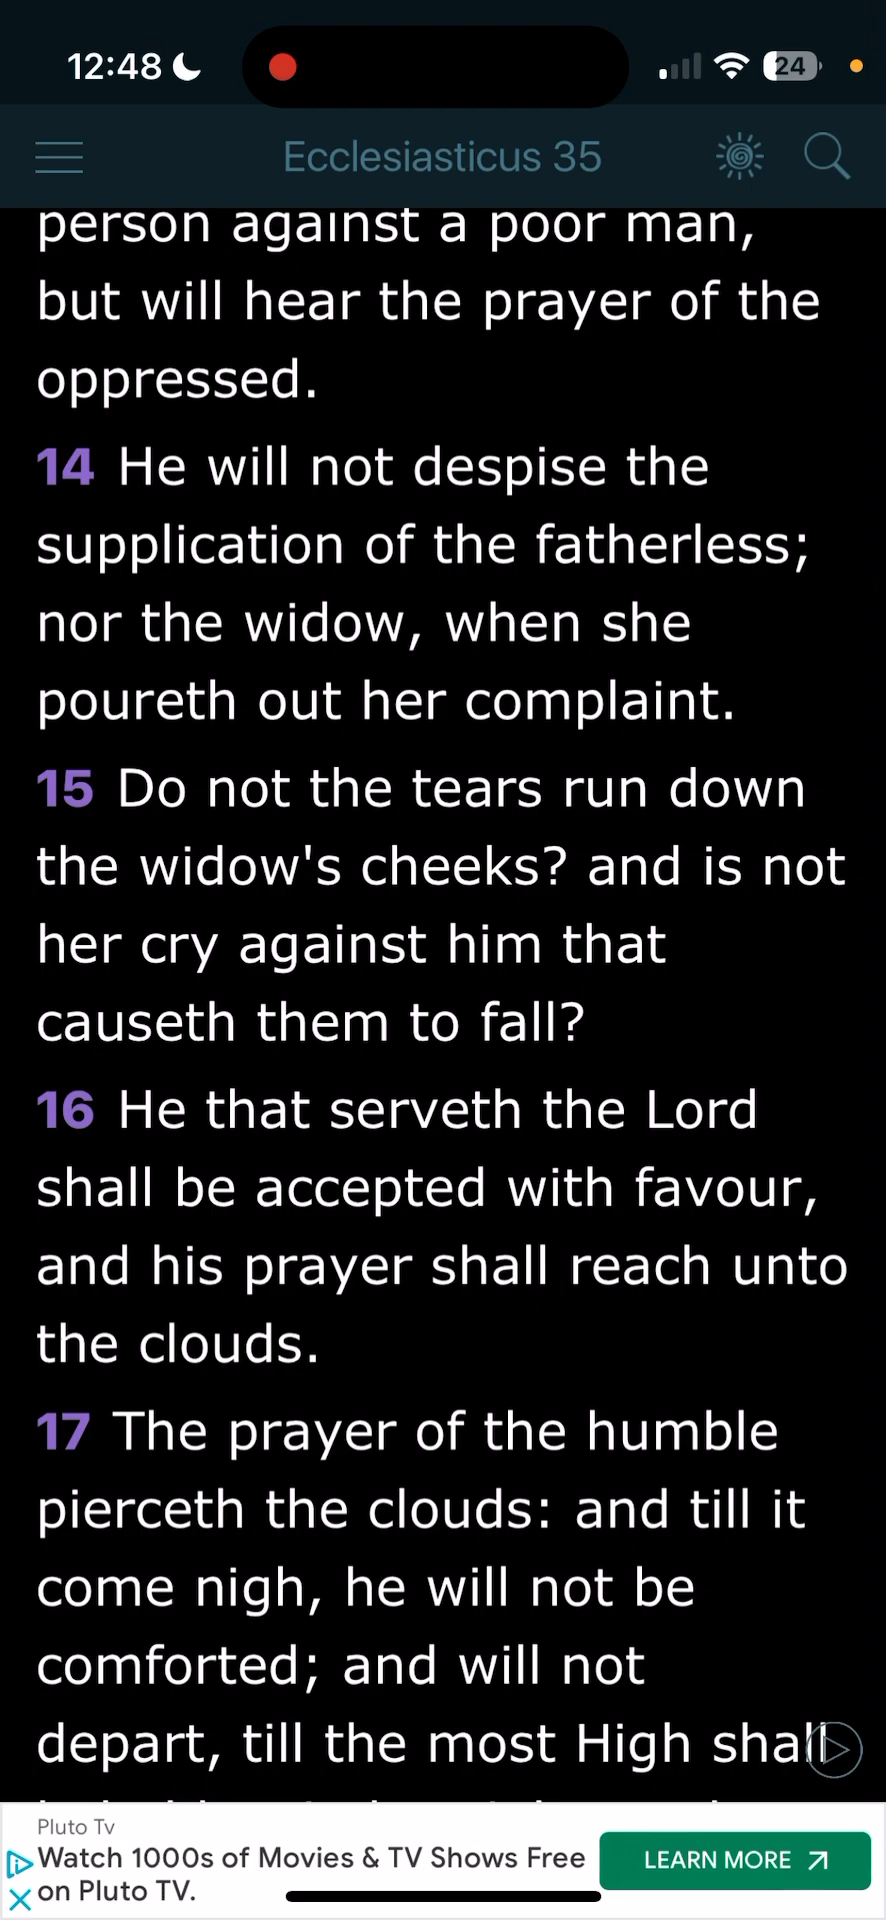 12:48
24
Ecclesiasticus 35
person against a poor man,
but will hear the prayer of the
oppressed.
14 He will not despise the
supplication of the fatherless;
nor the widow, when she
poureth out her complaint.
15 Do not the tears run down
the widow's cheeks? and is not
her cry against him that
causeth them to fall?
16 He that serveth the Lord
shall be accepted with favour,
and his prayer shall reach unto
the clouds.
17 The prayer of the humble
pierceth the clouds: and till it
come nigh, he will not be
comforted; and will not
depart, till the most High shall
Pluto Tv
Watch 1000s of Movies & TV Shows Free
on Pluto TV.
LEARN MORE